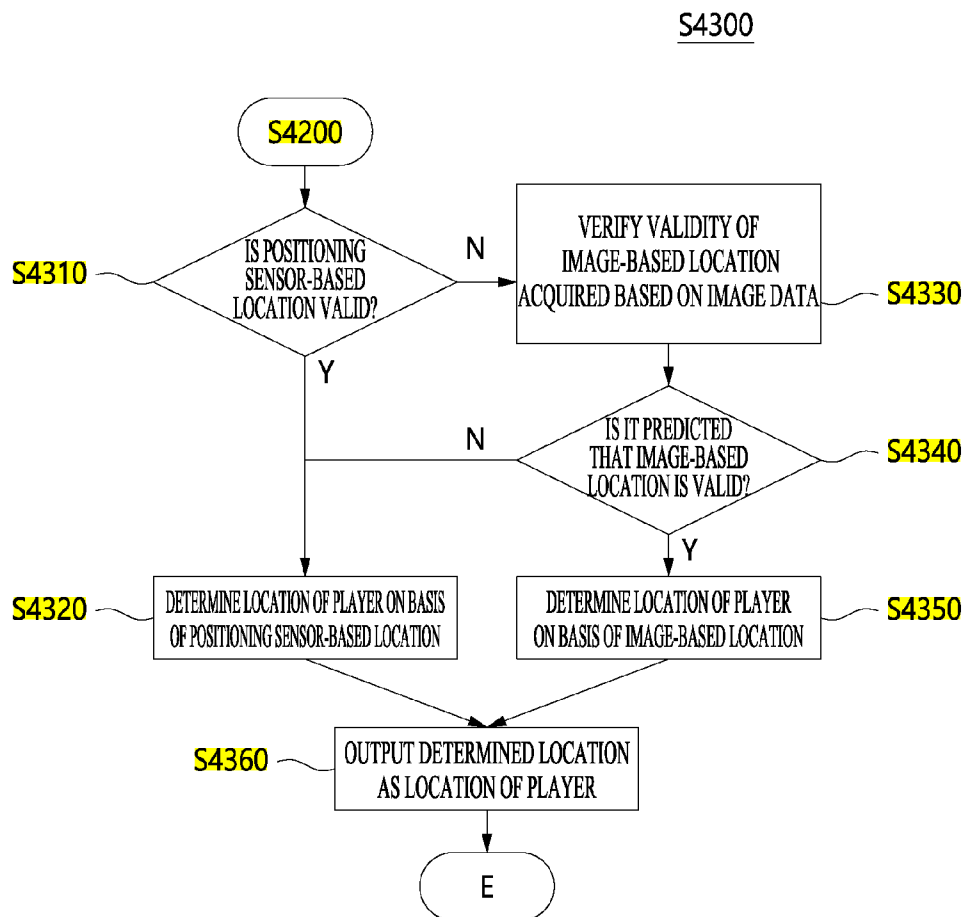 S4300
S4200
IS POSITIONING
SENSOR-BASED
LOCATION VALID?
S4310
N
VERIFY VALIDITY OF
IMAGE-BASED LOCATION
ACQUIRED BASED ON IMAGE DATA
S4330
Y
N
IS IT PREDICTED
THAT IMAGE-BASED
LOCATION IS VALID?
S4340
Y
S4320
DETERMINE LOCATION OF PLAYER ON BASIS
OF POSITIONING SENSOR-BASED LOCATION
DETERMINE LOCATION OF PLAYER
ON BASIS OF IMAGE-BASED LOCATION
S4350
S4360
OUTPUT DETERMINED LOCATION
AS LOCATION OF PLAYER
E